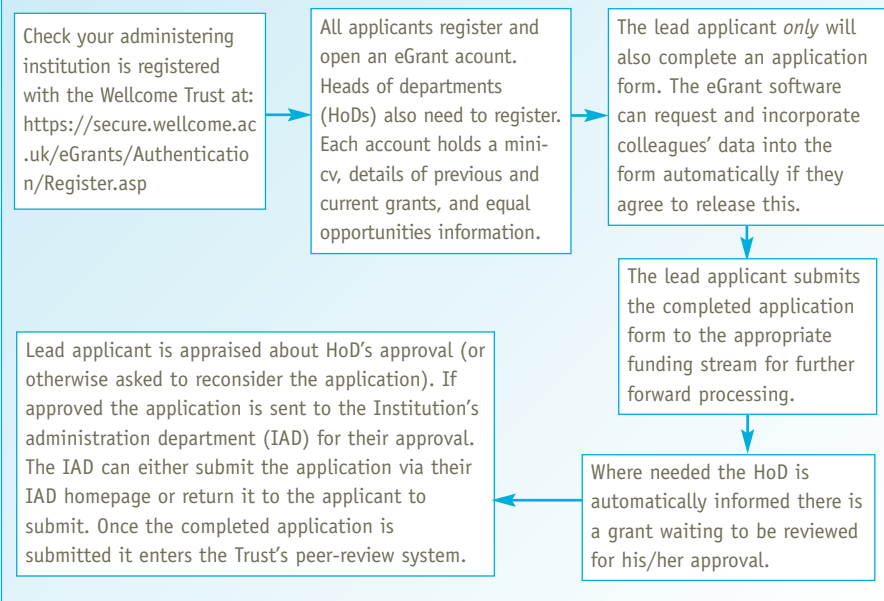 Check your administering
institution is registered
with the Wellcome Trust at:
https://secure.wellcome.ac
.uk/eGrants/Authenticatio
n/Register.asp
All applicants register and
open an eGrant acount.
Heads of departments
(HoDs) also need to register.
Each account holds a mini-
cv, details of previous and
current grants, and equal
opportunities information.
The lead applicant only will
also complete an application
form. The eGrant software
can request and incorporate
colleagues’ data into the
form automatically if they
agree to release this.
The lead applicant submits
the completed application
form to the appropriate
funding stream for further
forward processing.
Where needed the HoD is
automatically informed there is
a grant waiting to be reviewed
for his/her approval.
Lead applicant is appraised about HoD’s approval (or
otherwise asked to reconsider the application). If
approved the application is sent to the Institution’s
administration department (IAD) for their approval.
The IAD can either submit the application via their
IAD homepage or return it to the applicant to
submit. Once the completed application is
submitted it enters the Trust’s peer-review system.